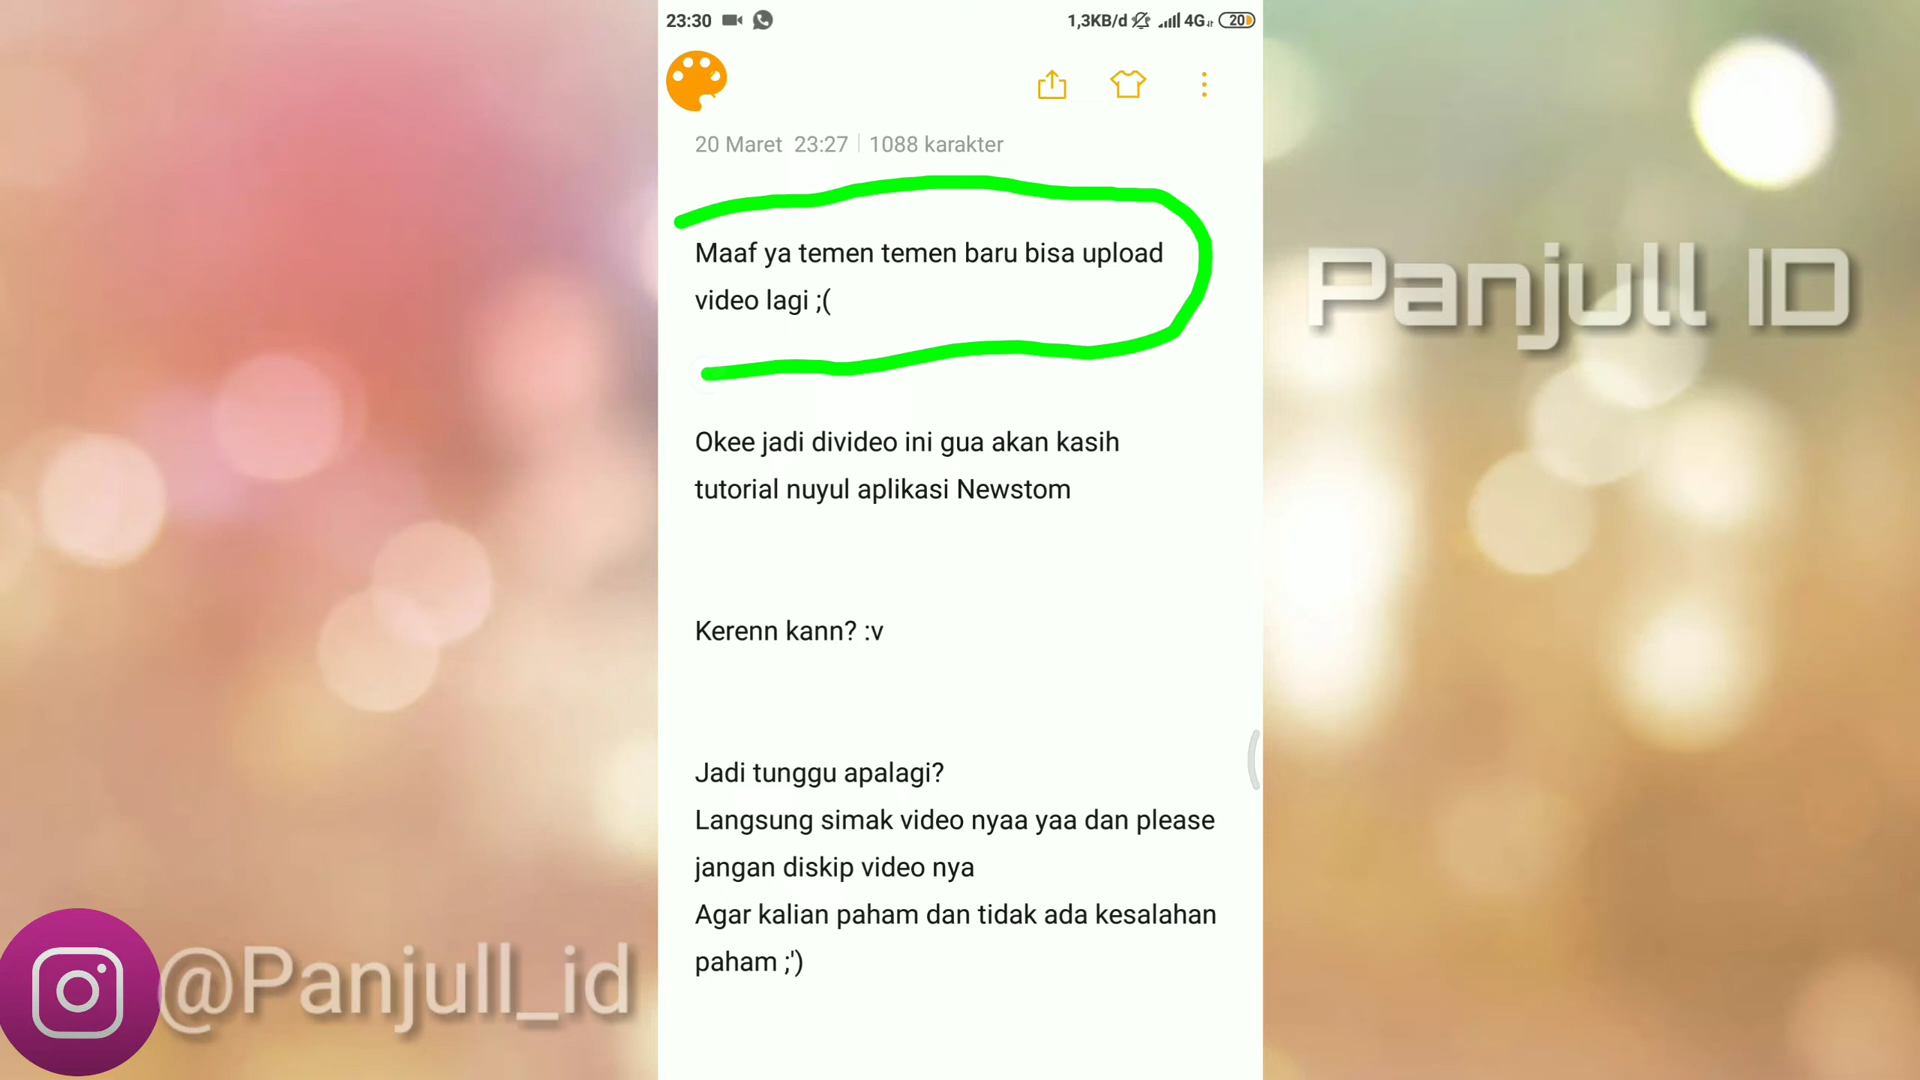 23:30
1,3KB/d
4G
20
20 Maret 23:27
1088 karakter
Maaf ya temen temen baru bisa upload
video lagi ;(
Okee jadi divideo ini gua akan kasih
tutorial nuyul aplikasi Newstom
Kerenn kann? :v
Jadi tunggu apalagi?
Langsung simak video nyaa yaa dan please
jangan diskip video nya
Agar kalian paham dan tidak ada kesalahan
paham ;')
Panjull ID
@Panjull_id